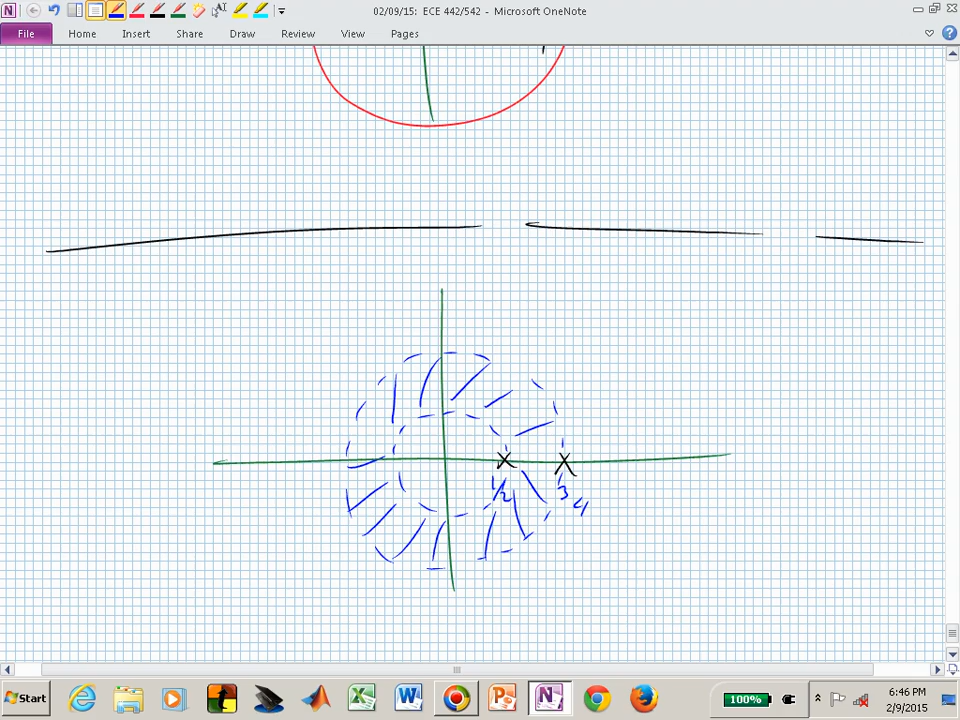 02/09/15: ECE 442/542 - Microsoft OneNote
File Home Insert Share Draw Review View Pages
1/2 3/4
Start 100% 6:46 PM
2/9/2015